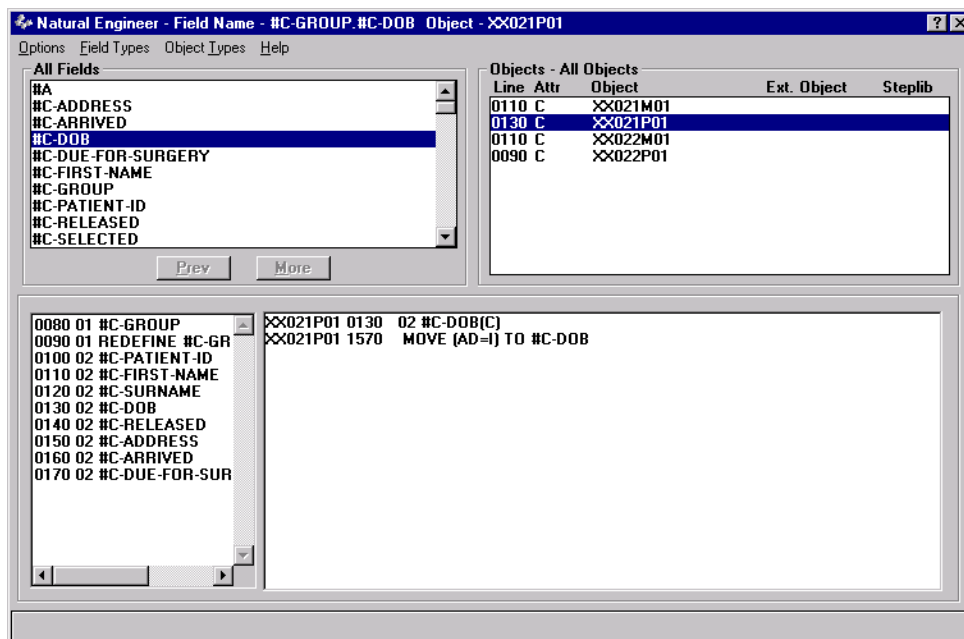 Natural Engineer - Field Name - #C-GROUP.#C-DOB Object - XX021P01
Options Field Types Object Types Help
All Fields
#A
#C-ADDRESS
#C-ARRIVED
#C-DOB
#C-DUE-FOR-SURGERY
#C-FIRST-NAME
#C-GROUP
#C-PATIENT-ID
#C-RELEASED
#C-SELECTED
Prev More
Objects - All Objects
Line Attr Object Ext. Object Steplib
0110 C XX021M01
0130 C XX021P01
0110 C XX022M01
0090 C XX022P01
0080 01 #C-GROUP
0090 01 REDEFINE #C-GR
0100 02 #C-PATIENT-ID
0110 02 #C-FIRST-NAME
0120 02 #C-SURNAME
0130 02 #C-DOB
0140 02 #C-RELEASED
0150 02 #C-ADDRESS
0160 02 #C-ARRIVED
0170 02 #C-DUE-FOR-SUR
XX021P01 0130 02 #C-DOB(C)
XX021P01 1570 MOVE (AD=I) TO #C-DOB